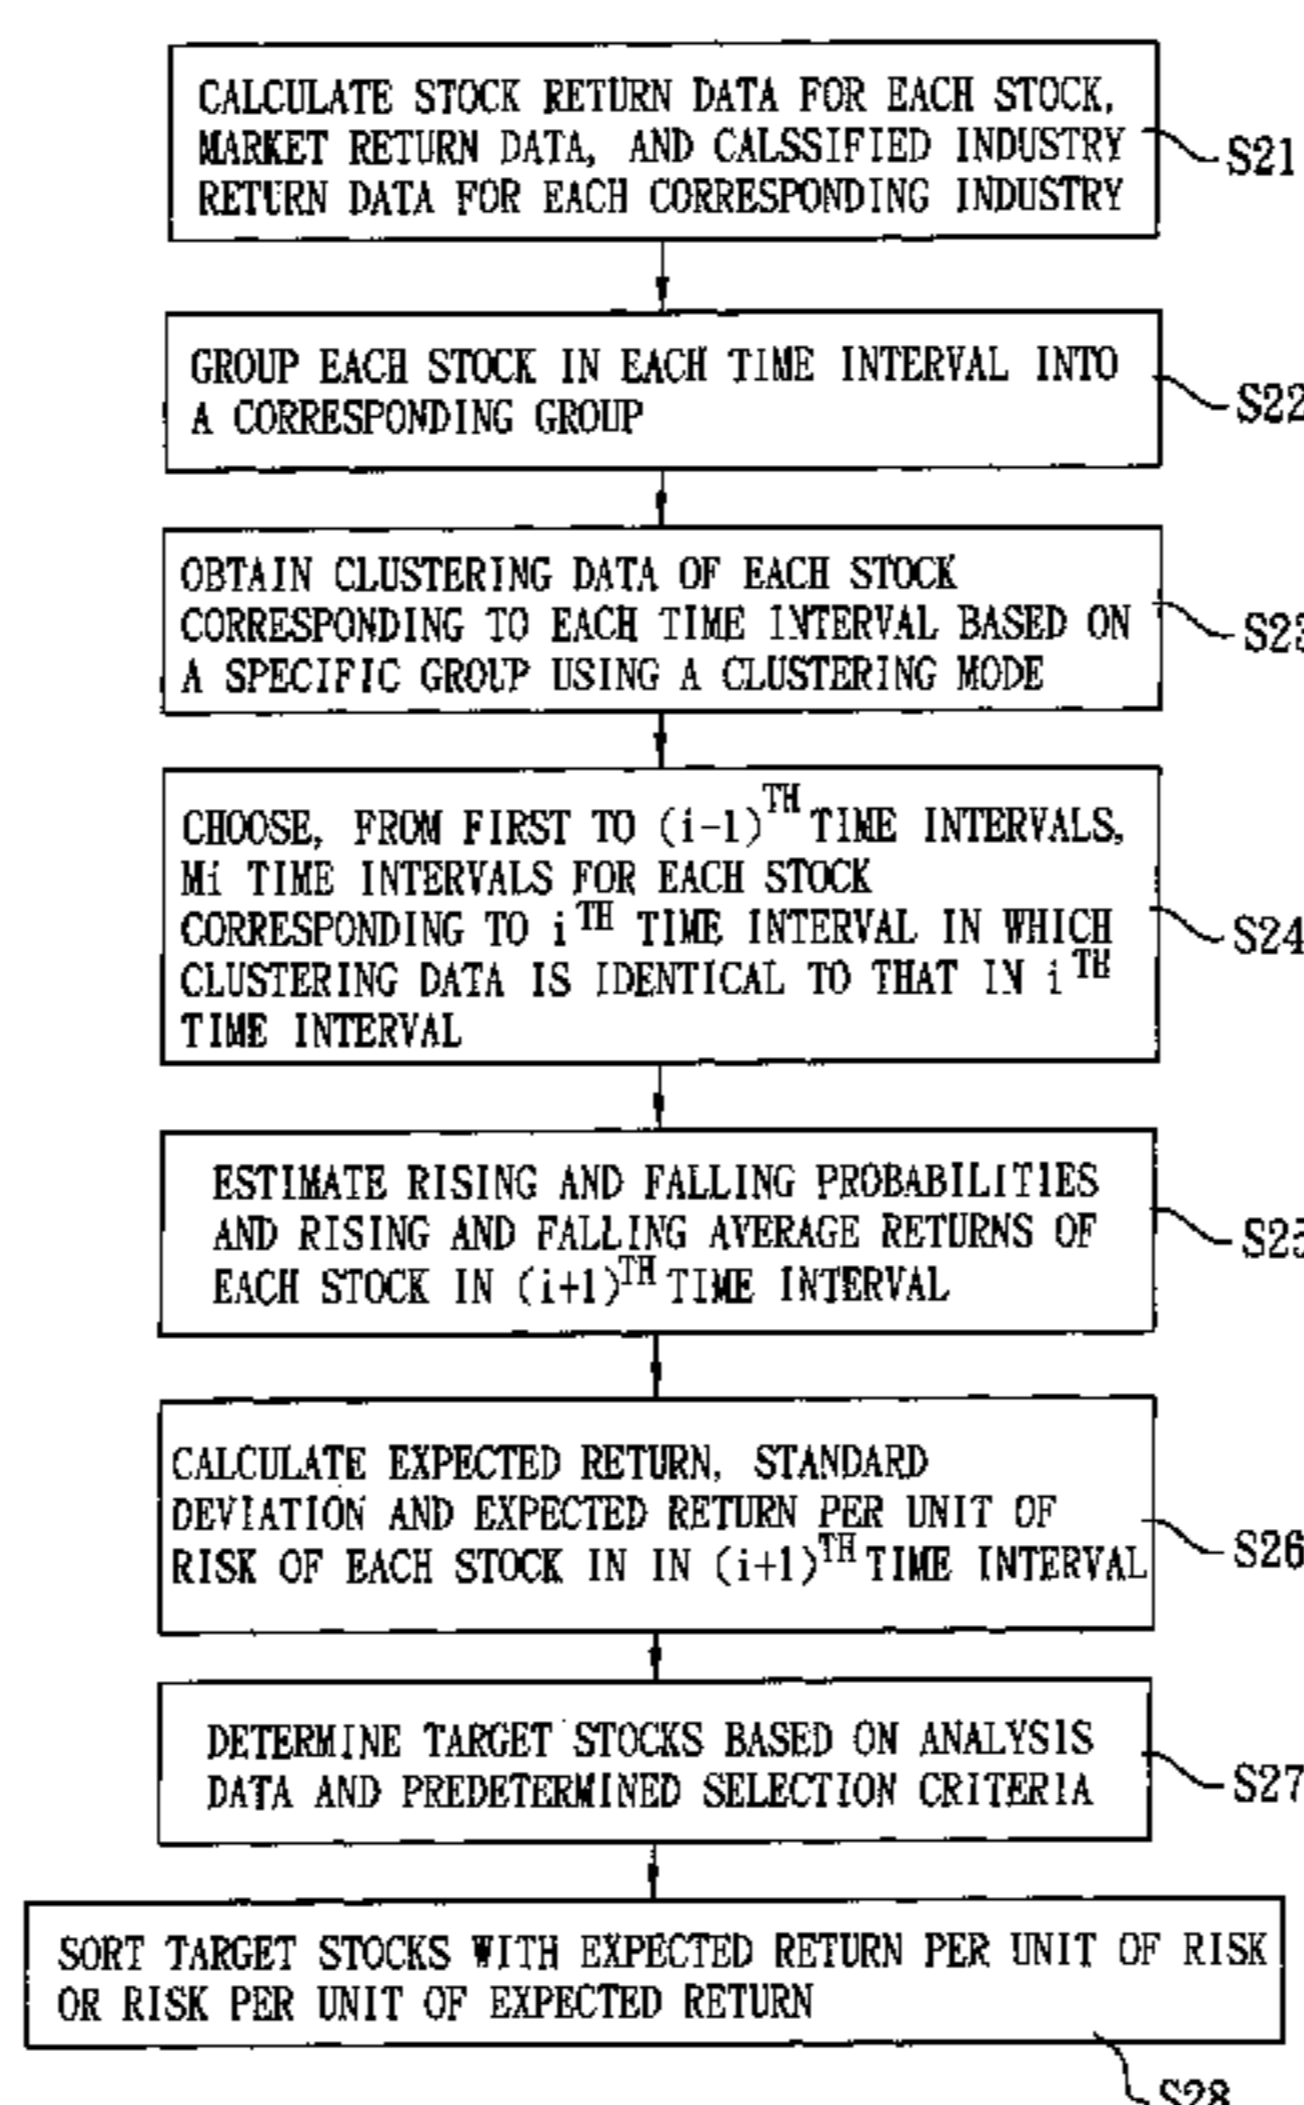 CALCULATE STOCK RETURN DATA FOR EACH STOCK,
MARKET RETURN DATA, AND CALSSIFIED INDUSTRY
RETURN DATA FOR EACH CORRESPONDING INDUSTRY
S21
GROUP EACH STOCK IN EACH TIME INTERVAL INTO
A CORRESPONDING GROUP
S22
OBTAIN CLUSTERING DATA OF EACH STOCK
CORRESPONDING TO EACH TIME INTERVAL BASED ON
A SPECIFIC GROUP USING A CLUSTERING MODE
S23
CHOOSE, FROM FIRST TO (i-1)TH TIME INTERVALS,
Mi TIME INTERVALS FOR EACH STOCK
CORRESPONDING TO iTH TIME INTERVAL IN WHICH
CLUSTERING DATA IS IDENTICAL TO THAT IN iTH
TIME INTERVAL
S24
ESTIMATE RISING AND FALLING PROBABILITIES
AND RISING AND FALLING AVERAGE RETURNS OF
EACH STOCK IN (i+1)TH TIME INTERVAL
S25
CALCULATE EXPECTED RETURN, STANDARD
DEVIATION AND EXPECTED RETURN PER UNIT OF
RISK OF EACH STOCK IN IN (i+1)TH TIME INTERVAL
S26
DETERMINE TARGET STOCKS BASED ON ANALYSIS
DATA AND PREDETERMINED SELECTION CRITERIA
S27
SORT TARGET STOCKS WITH EXPECTED RETURN PER UNIT OF RISK
OR RISK PER UNIT OF EXPECTED RETURN
S28